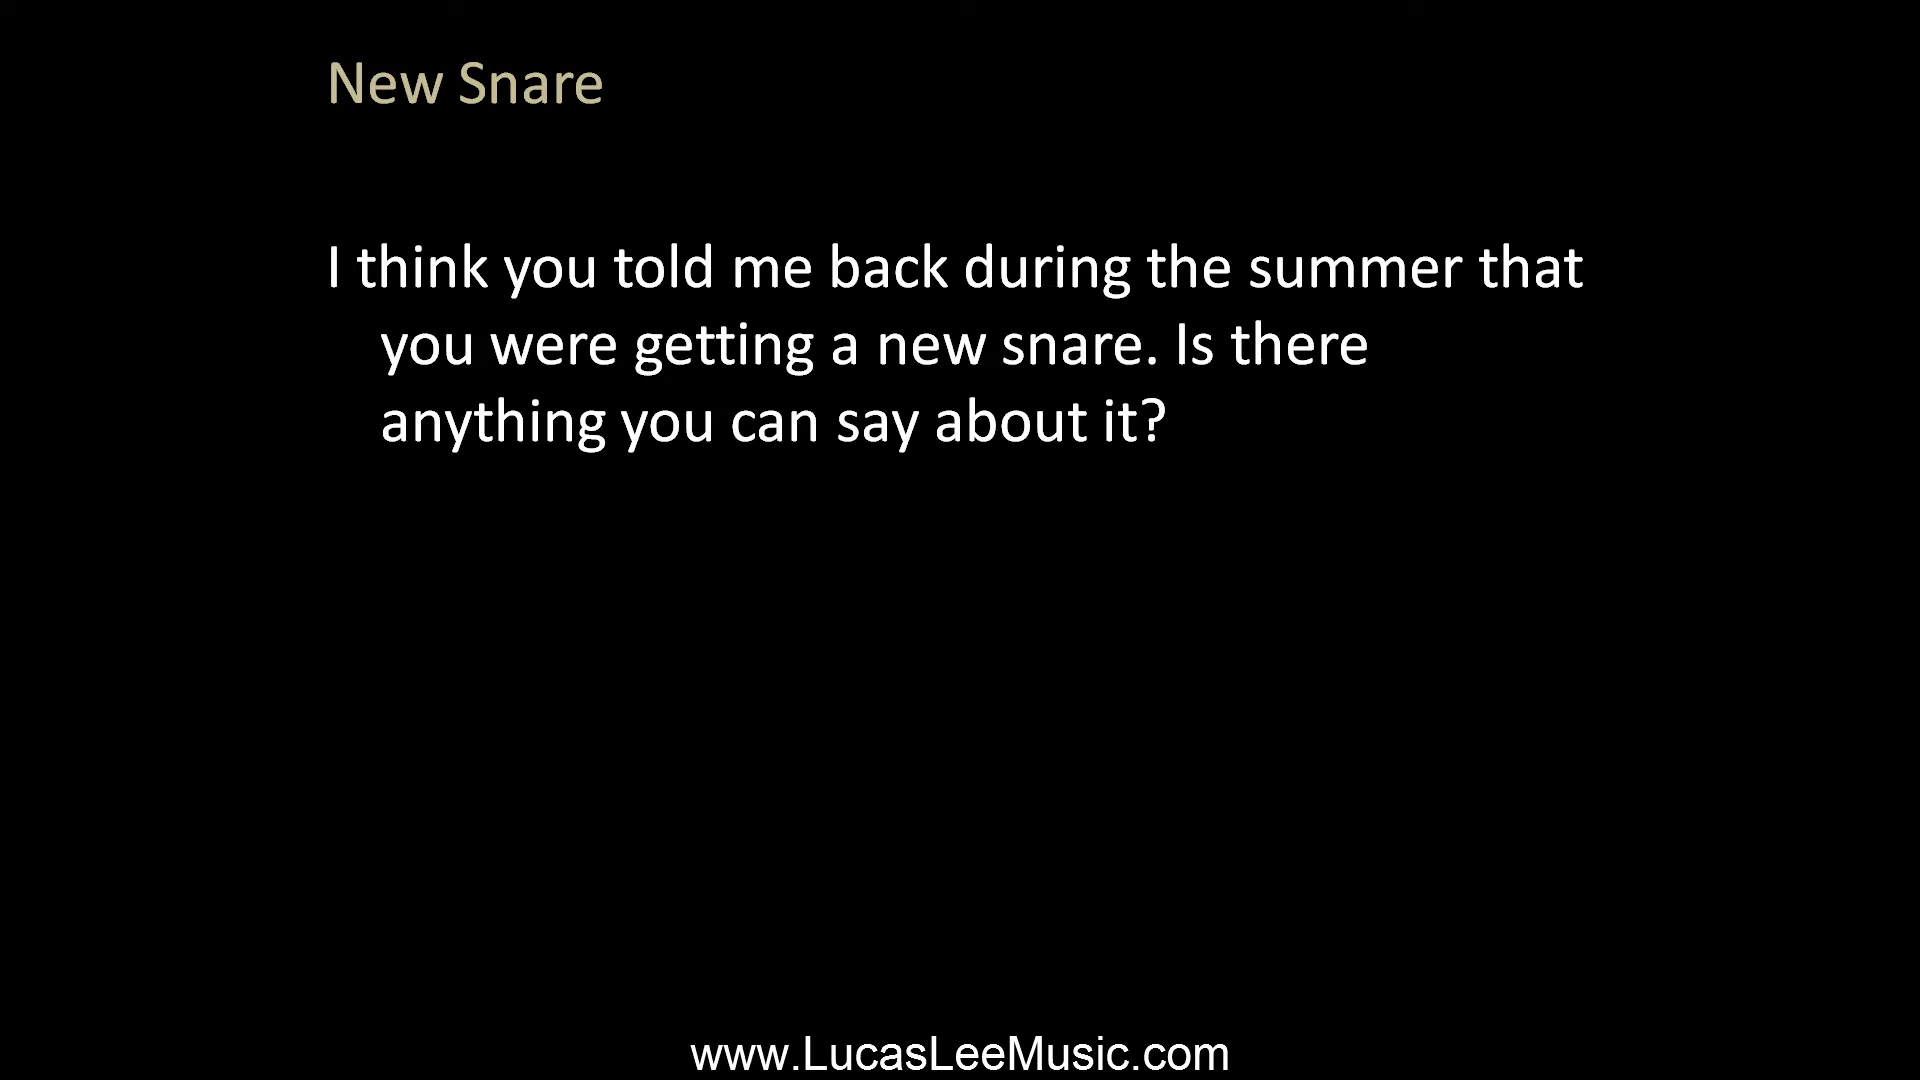 New Snare
I think you told me back during the summer that
you were getting a new snare. Is there
anything you can say about it?
www.LucasLeeMusic.com